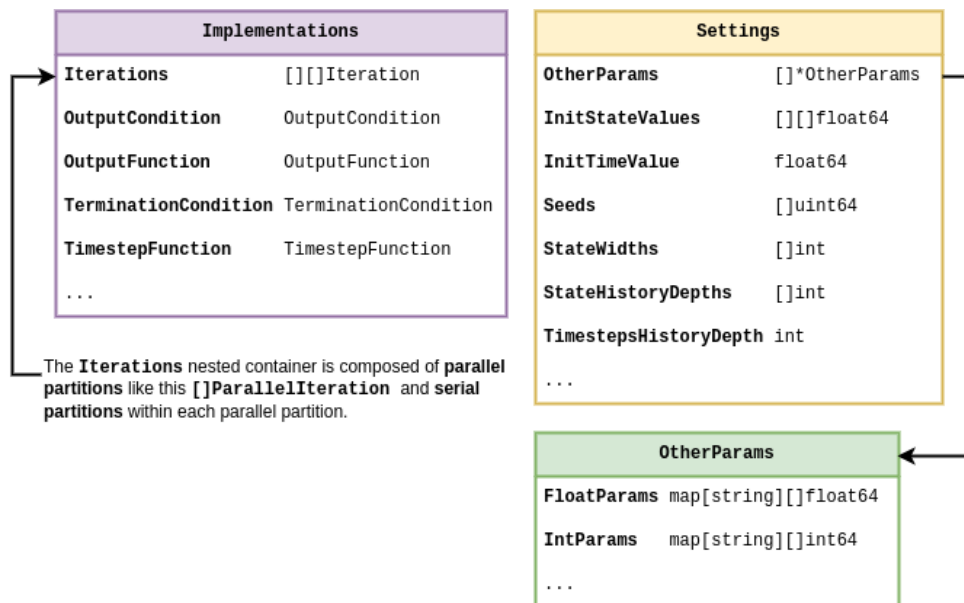 Implementations
Iterations [][]Iteration
OutputCondition OutputCondition
OutputFunction OutputFunction
TerminationCondition TerminationCondition
TimestepFunction TimestepFunction
...
The Iterations nested container is composed of parallel
partitions like this []ParallelIteration and serial
partitions within each parallel partition.
Settings
OtherParams []*OtherParams
InitStateValues [][]float64
InitTimeValue float64
Seeds []uint64
StateWidths []int
StateHistoryDepths []int
TimestepsHistoryDepth int
...
OtherParams
FloatParams map[string][]float64
IntParams map[string][]int64
...